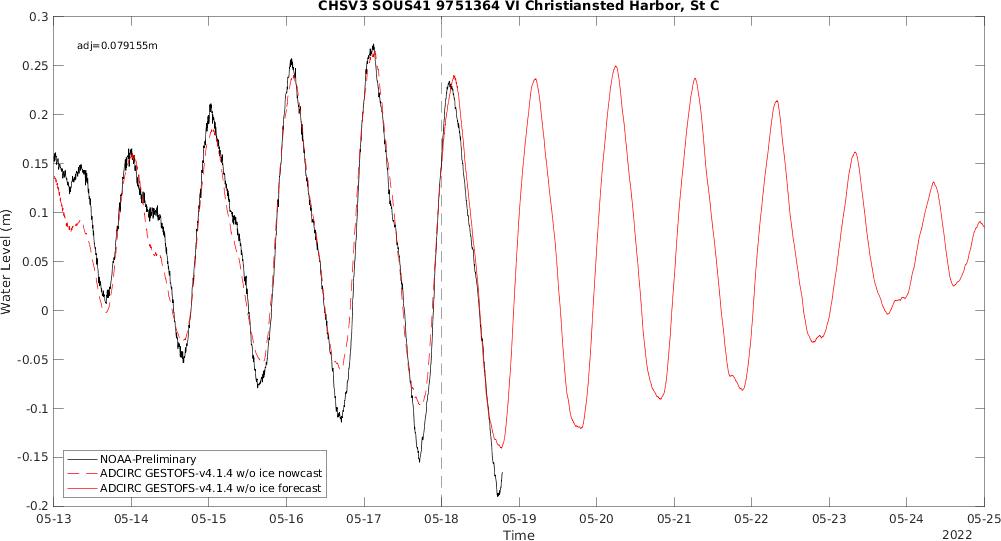 CHSV3 SOUS41 9751364 VI Christiansted Harbor, St C
adj=0.079155m
0.3
0.25
0.2
0.15
0.1
0.05
0
-0.05
-0.1
-0.15
-0.2
Water Level (m)
NOAA-Preliminary
ADCIRC GESTOFS-v4.1.4 w/o ice nowcast
ADCIRC GESTOFS-v4.1.4 w/o ice forecast
05-13 05-14 05-15 05-16 05-17 05-18 05-19 05-20 05-21 05-22 05-23 05-24 05-25
Time
2022